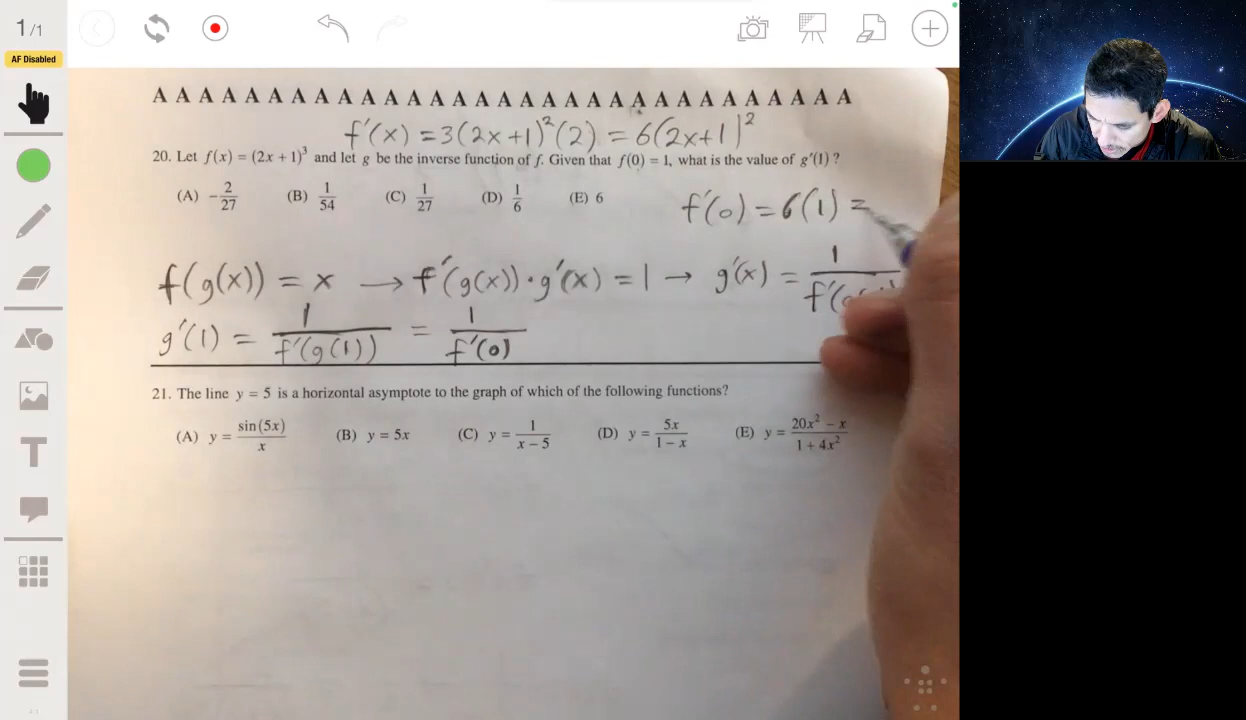 1/1
AF Disabled
A A A A A A A A A A A A A A A A A A A A A A A A A A A A A A A
f'(x) = 3(2x+1)²(2) = 6(2x+1)²
20. Let f(x) = (2x + 1)³ and let g be the inverse function of f. Given that f(0) = 1, what is the value of g'(1) ?
(A) -2/27 (B) 1/54 (C) 1/27 (D) 1/6 (E) 6
f'(0) = 6(1) =
f(g(x)) = x → f'(g(x))·g'(x) = 1 → g'(x) = 1/f'(
g'(1) = 1/f'(g(1)) = 1/f'(0)
21. The line y = 5 is a horizontal asymptote to the graph of which of the following functions?
(A) y = sin(5x)/x (B) y = 5x (C) y = 1/(x - 5) (D) y = 5x/(1 - x) (E) y = (20x² - x)/(1 + 4x²)
T